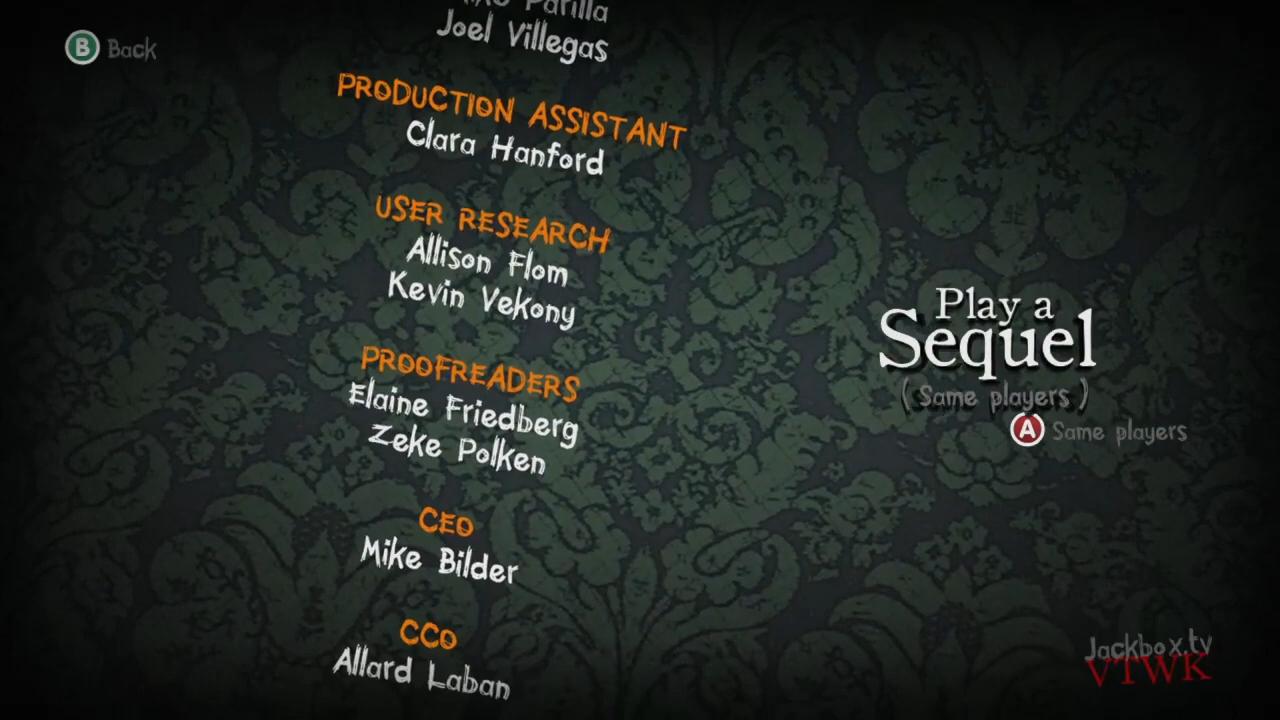 Parilla
Joel Villegas
B Back
PRODUCTION ASSISTANT
Clara Hanford
USER RESEARCH
Allison Flom
Kevin Vekony
PROOFREADERS
Elaine Friedberg
Zeke Polken
CEO
Mike Bilder
CCO
Allard Laban
Play a
Sequel
(Same players)
A Same players
Jackbox.tv
VTWK